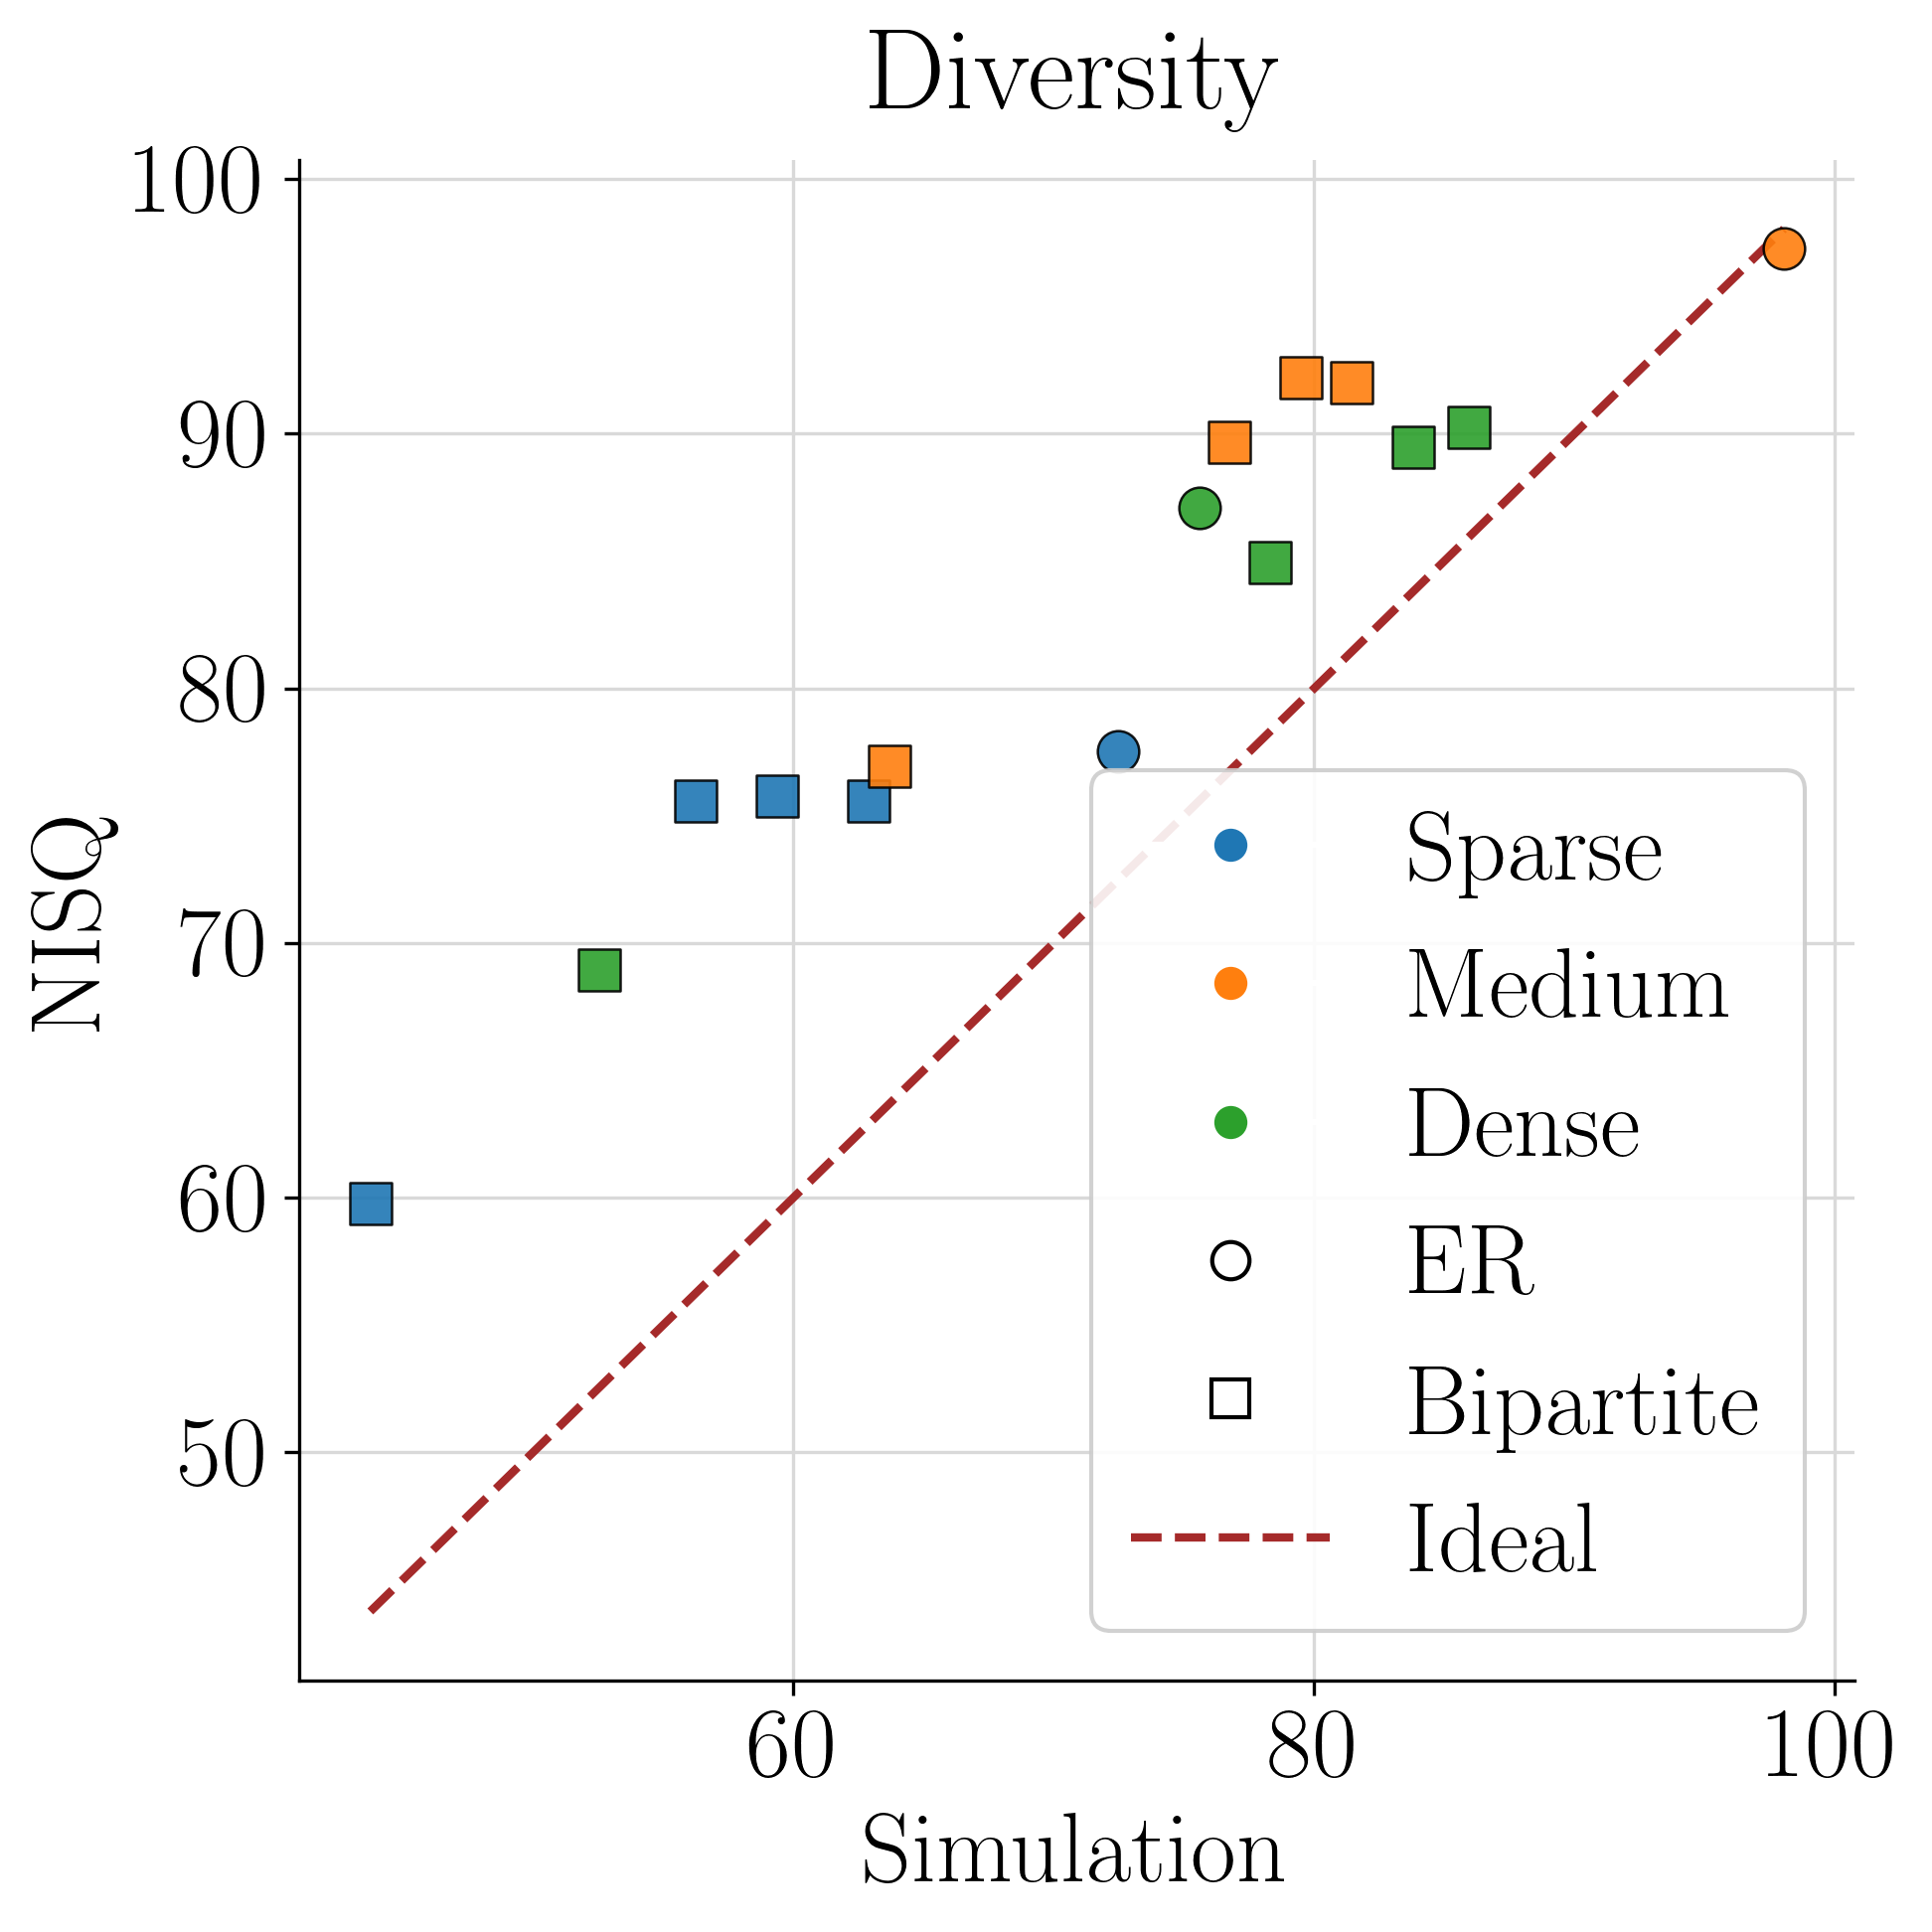 Diversity
100
90
80
70
60
50
NISQ
Sparse
Medium
Dense
ER
Bipartite
Ideal
60 80 100
Simulation